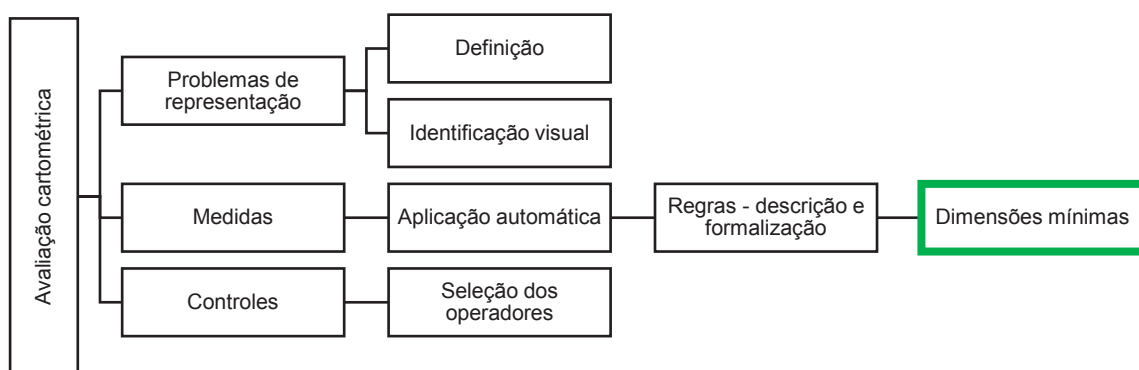 Avaliação cartométrica
Problemas de
representação
Definição
Identificação visual
Medidas
Aplicação automática
Regras - descrição e
formalização
Dimensões mínimas
Controles
Seleção dos
operadores